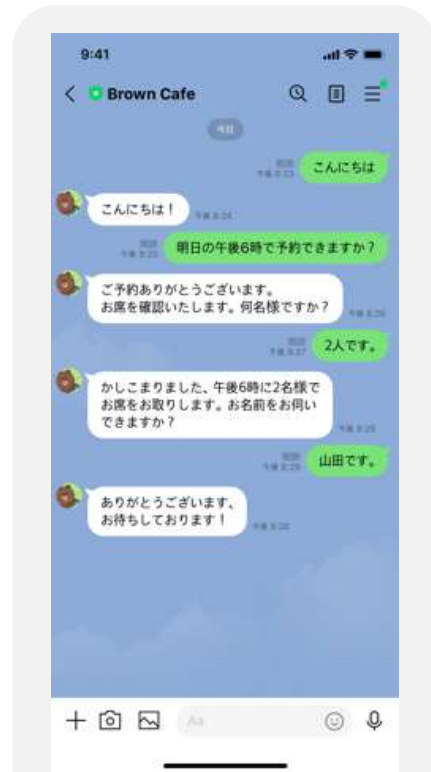 9:41
Brown Cafe
今日
こんにちは
こんにちは！
明日の午後6時で予約できますか？
ご予約ありがとうございます。
お席を確認いたします。何名様ですか？
2人です。
かしこまりました、午後6時に2名様で
お席をお取りします。お名前をお伺い
できますか？
山田です。
ありがとうございます、
お待ちしております！
Aa